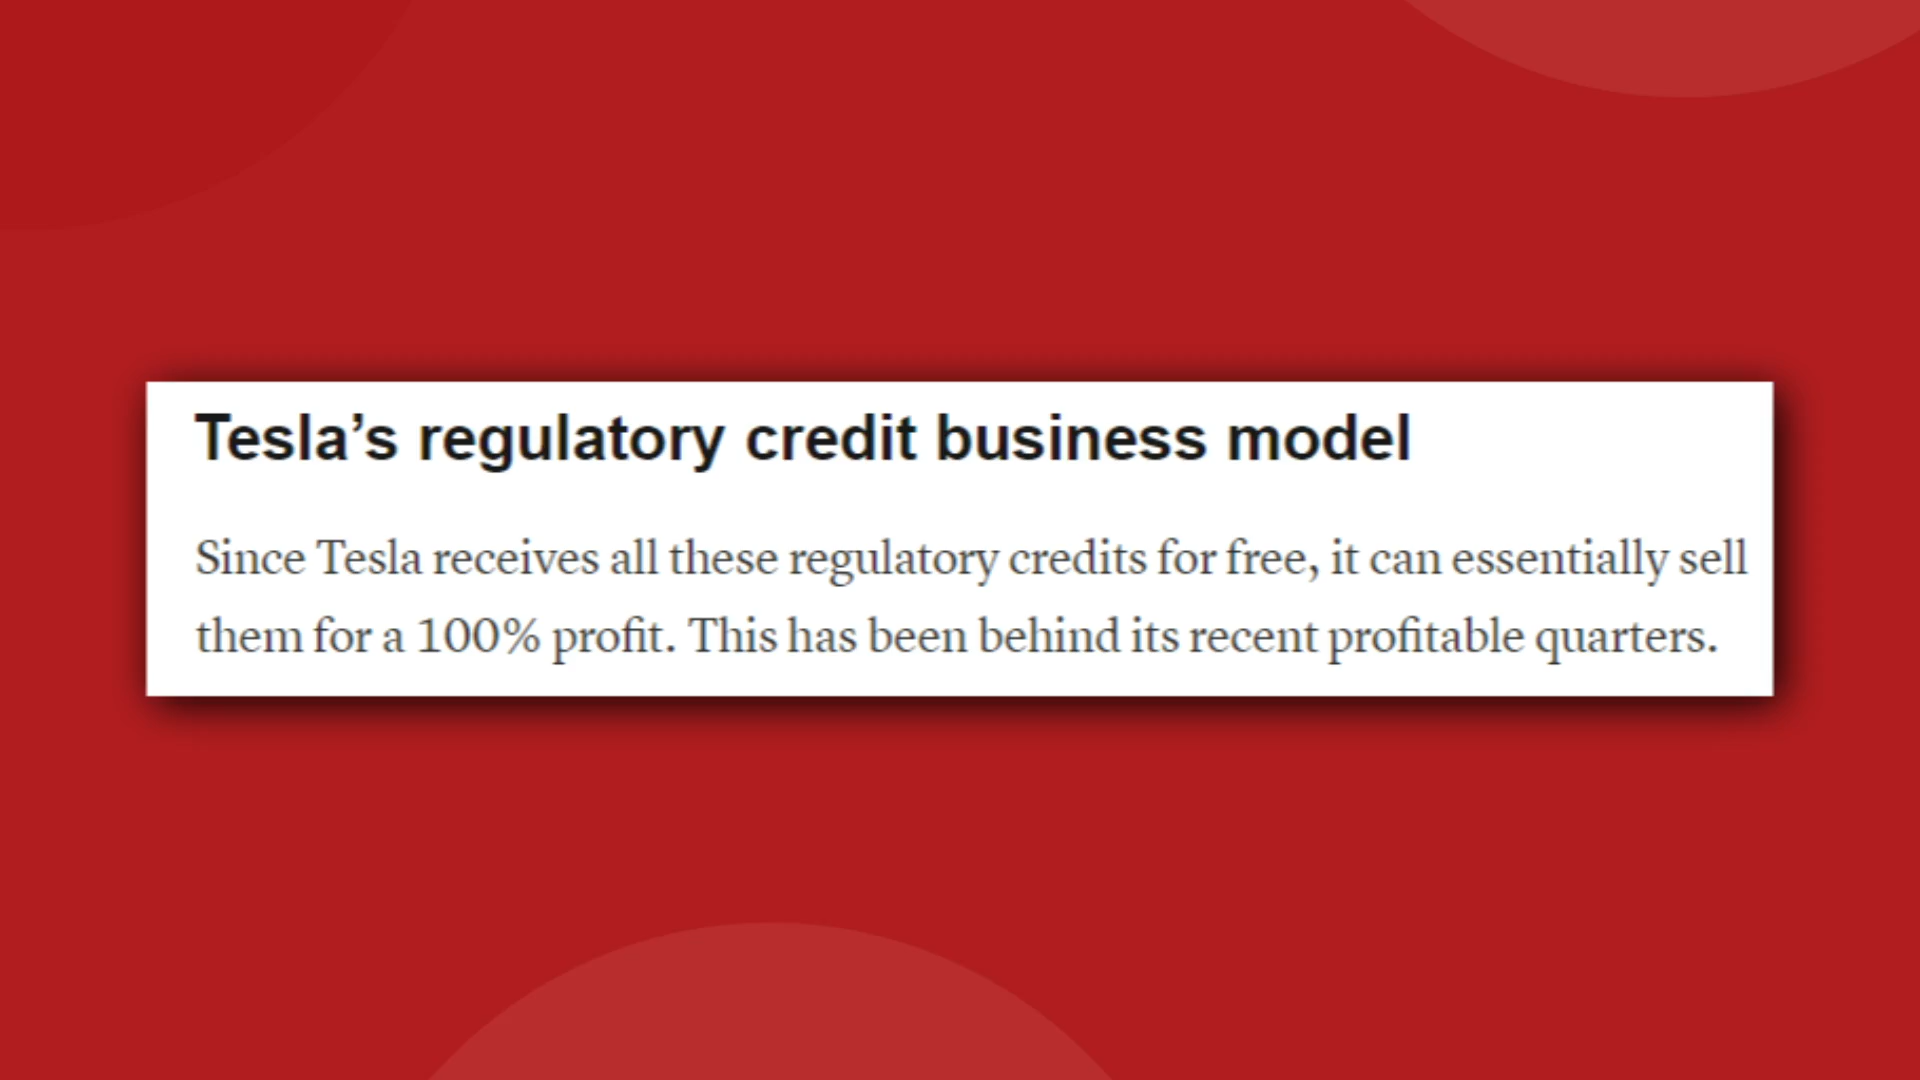 Tesla’s regulatory credit business model
Since Tesla receives all these regulatory credits for free, it can essentially sell
them for a 100% profit. This has been behind its recent profitable quarters.